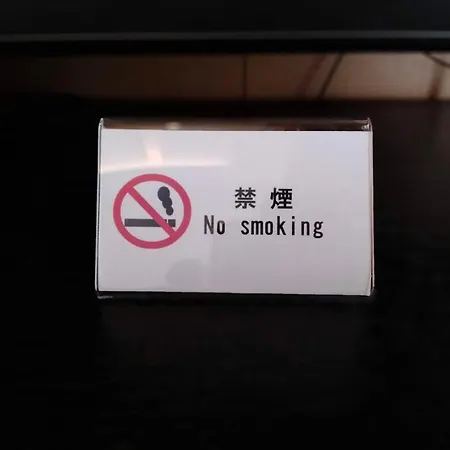 禁煙
No smoking